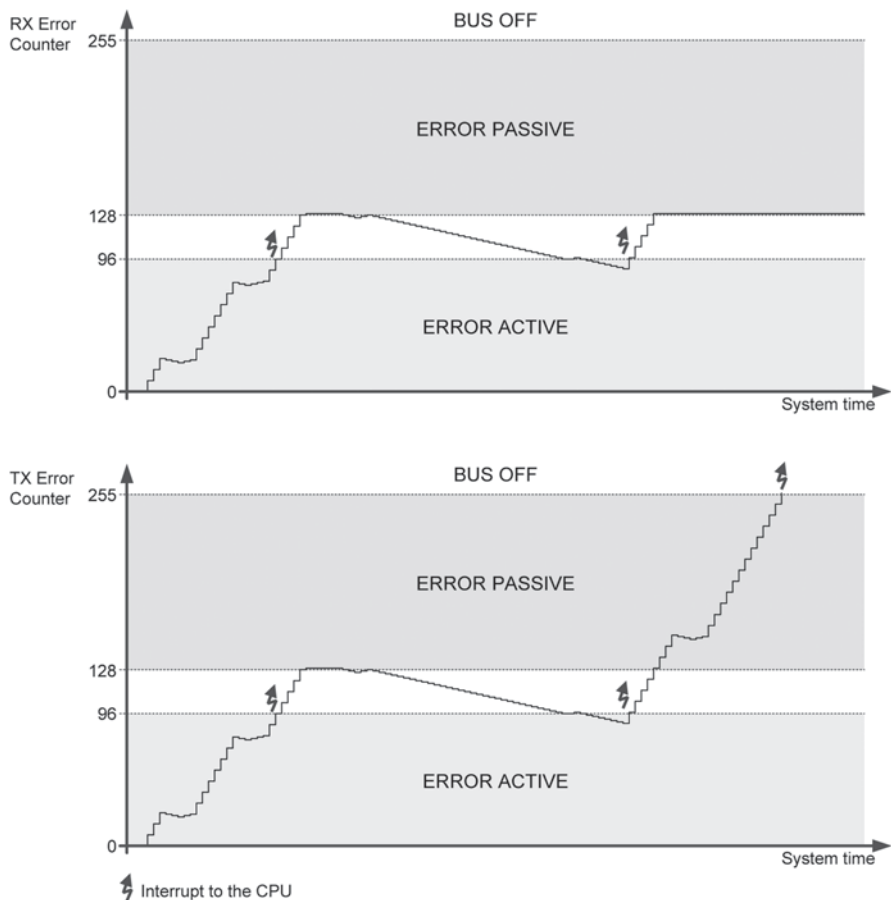 RX Error
Counter
BUS OFF
255
ERROR PASSIVE
128
96
ERROR ACTIVE
0
System time
TX Error
Counter
BUS OFF
255
ERROR PASSIVE
128
96
ERROR ACTIVE
0
System time
Interrupt to the CPU